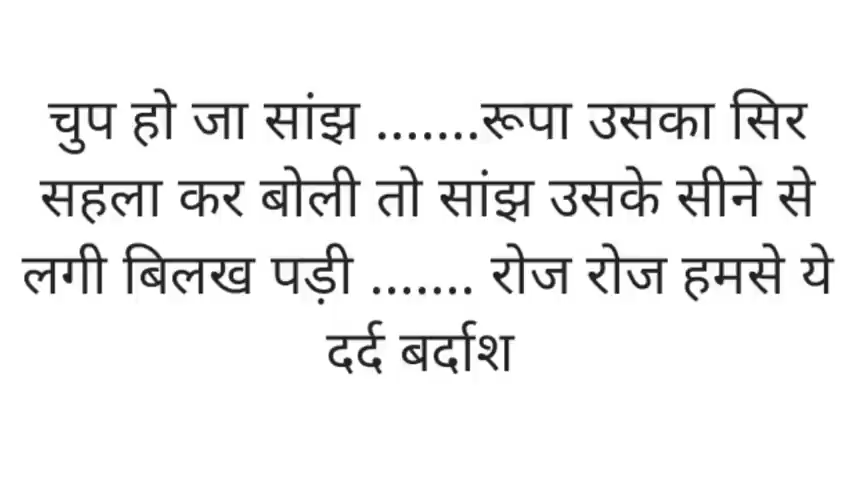 चुप हो जा सांझ .......रूपा उसका सिर
सहला कर बोली तो सांझ उसके सीने से
लगी बिलख पड़ी ....... रोज रोज हमसे ये
दर्द बर्दाश